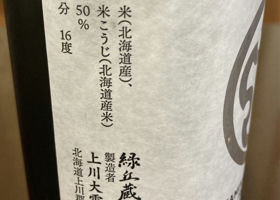 米(北海道産)、
米こうじ(北海道産米)
50%
分 16度
緑丘蔵
製造者
上川大雪
北海道上川郡